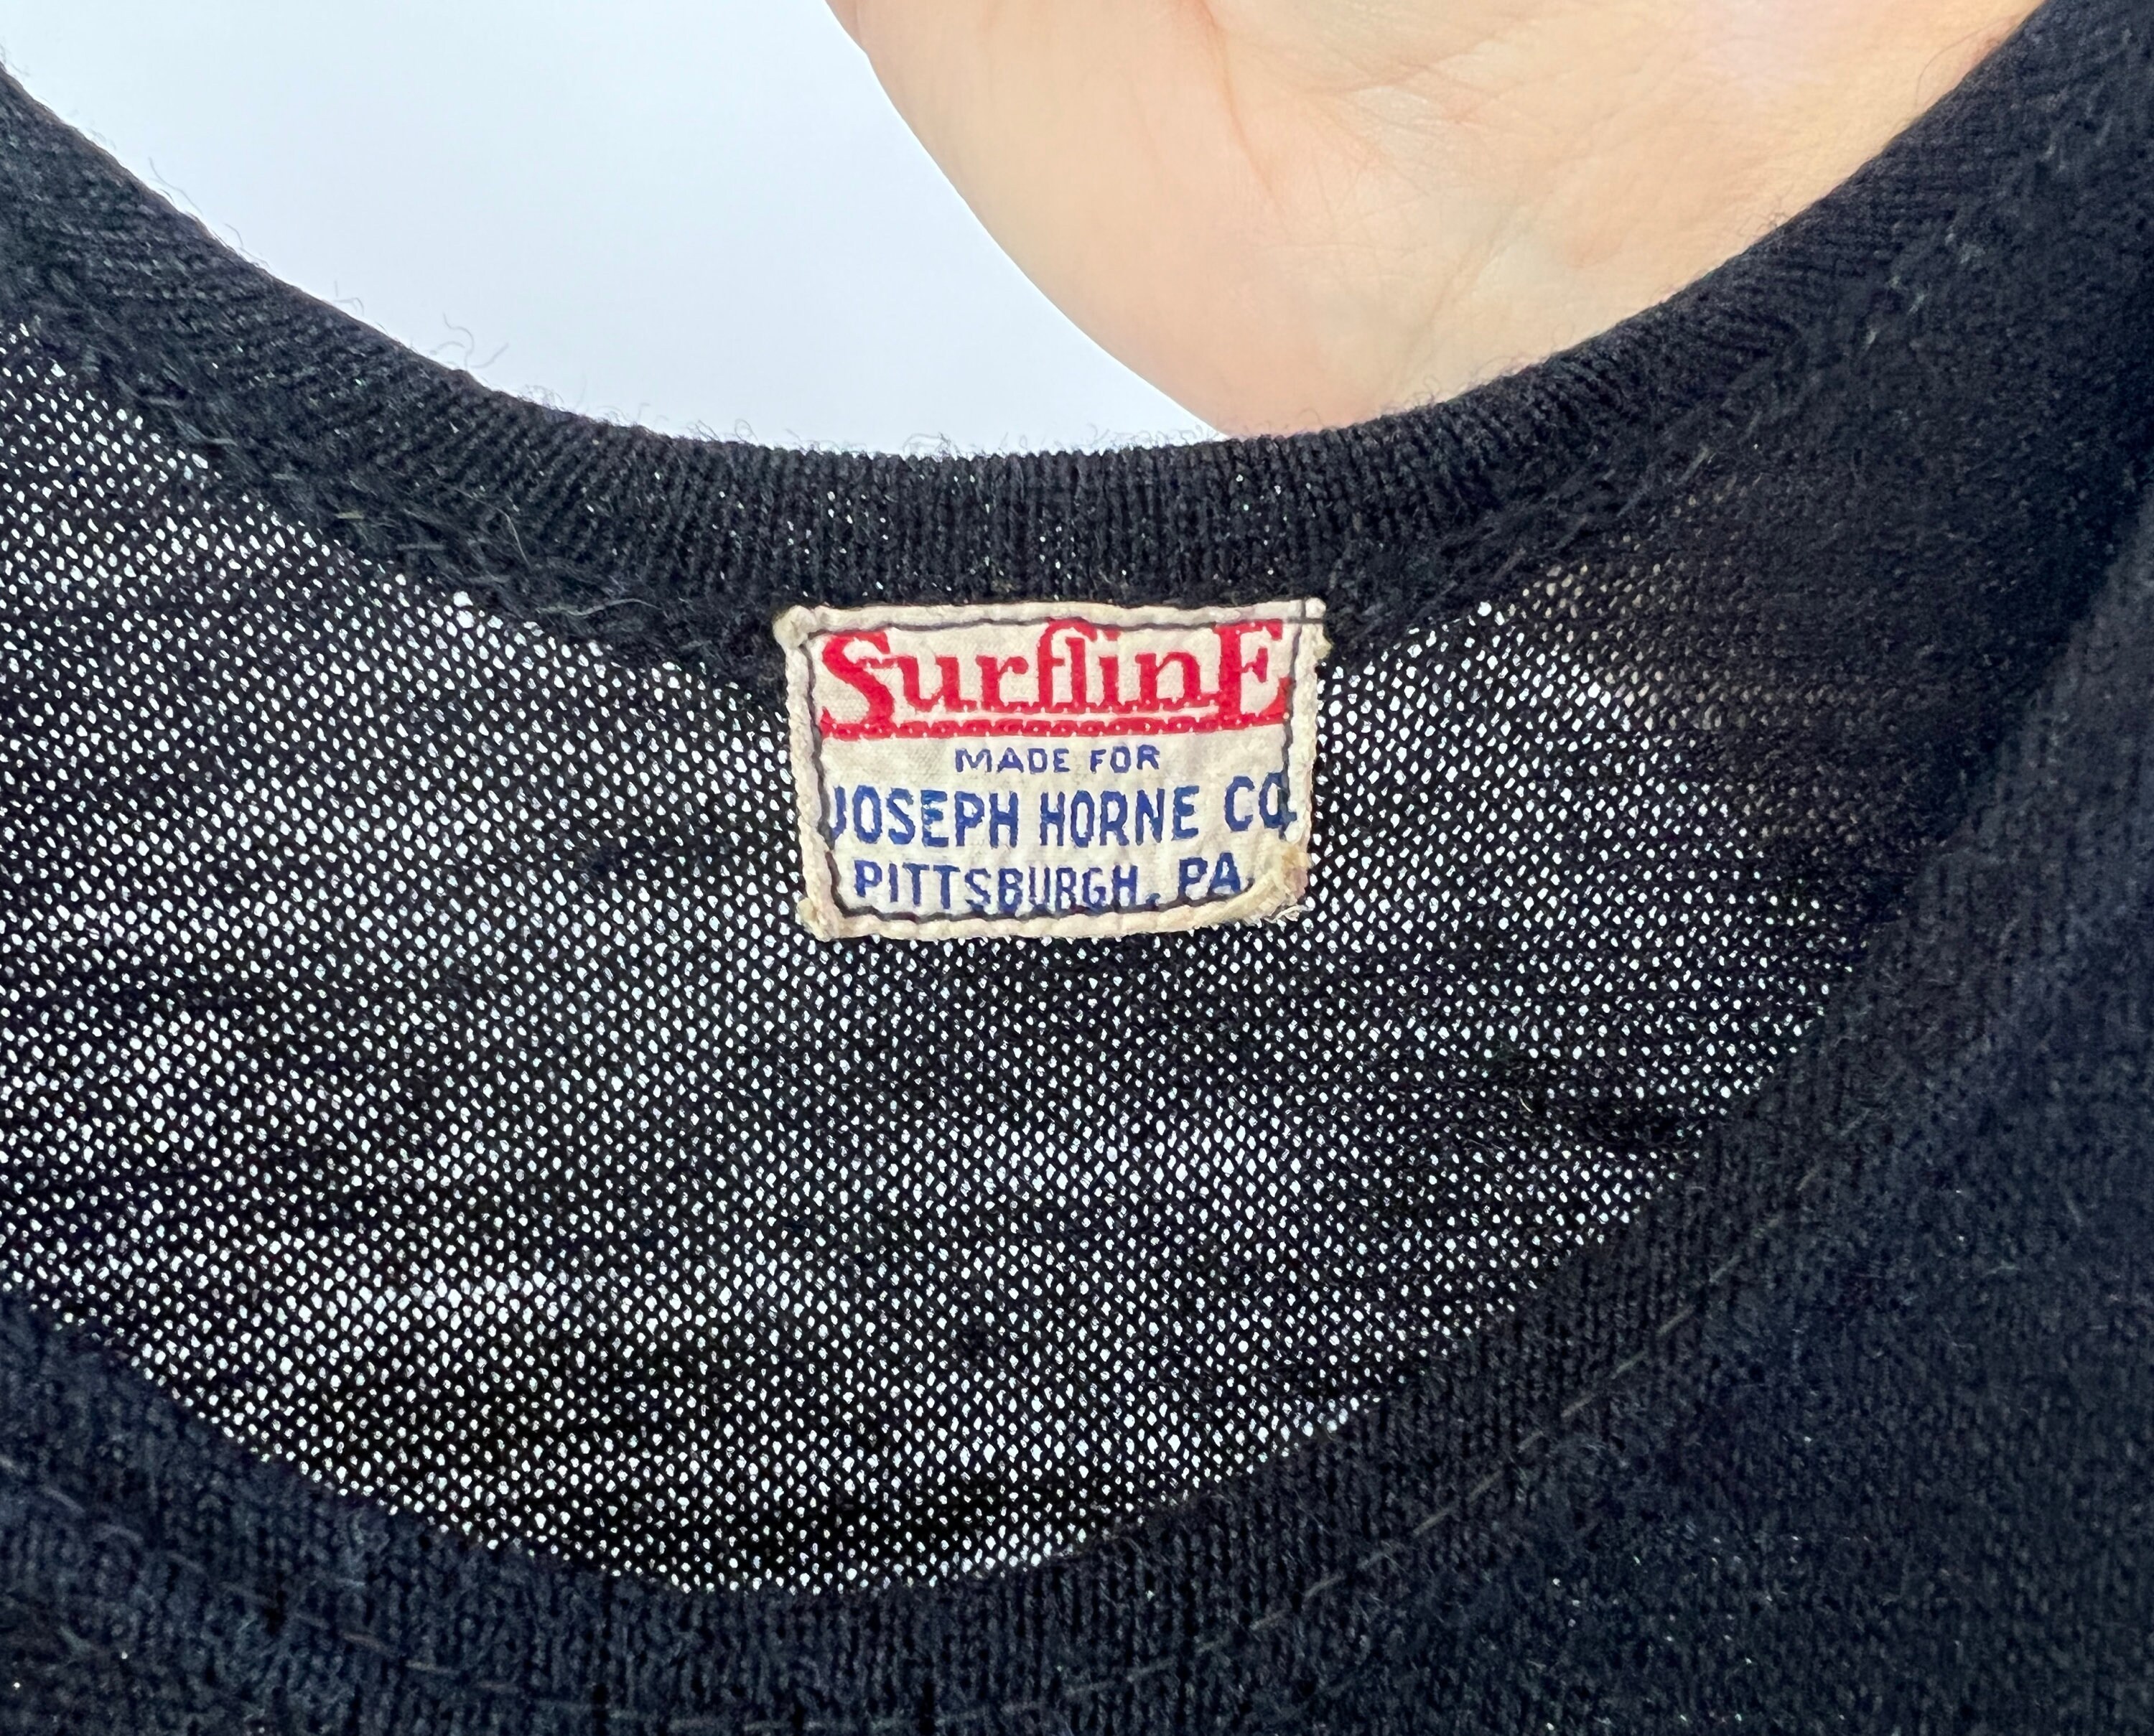 SurflinE
MADE FOR
JOSEPH HORNE CO.
PITTSBURGH, PA.